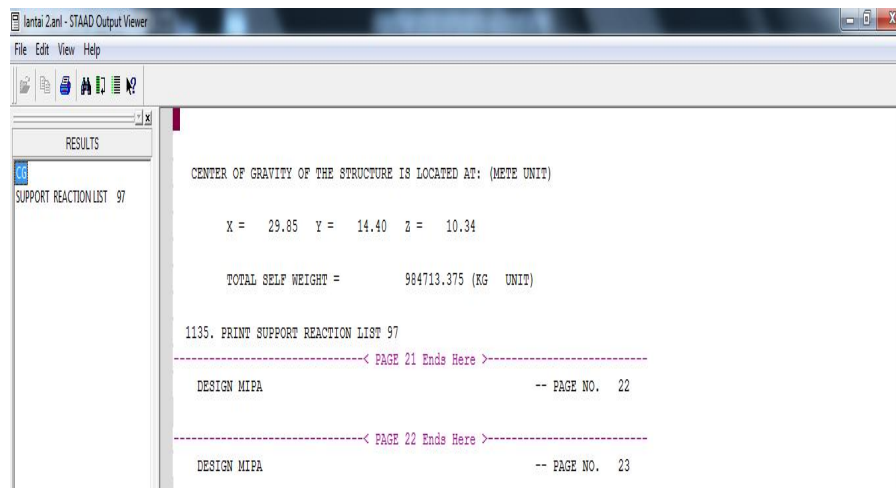 lantai 2.anl - STAAD Output Viewer
File Edit View Help
RESULTS
CG
SUPPORT REACTION LIST 97
CENTER OF GRAVITY OF THE STRUCTURE IS LOCATED AT: (METE UNIT)
X = 29.85 Y = 14.40 Z = 10.34
TOTAL SELF WEIGHT = 984713.375 (KG UNIT)
1135. PRINT SUPPORT REACTION LIST 97
-------------------------------< PAGE 21 Ends Here >--------------------------
DESIGN MIPA -- PAGE NO. 22
-------------------------------< PAGE 22 Ends Here >--------------------------
DESIGN MIPA -- PAGE NO. 23